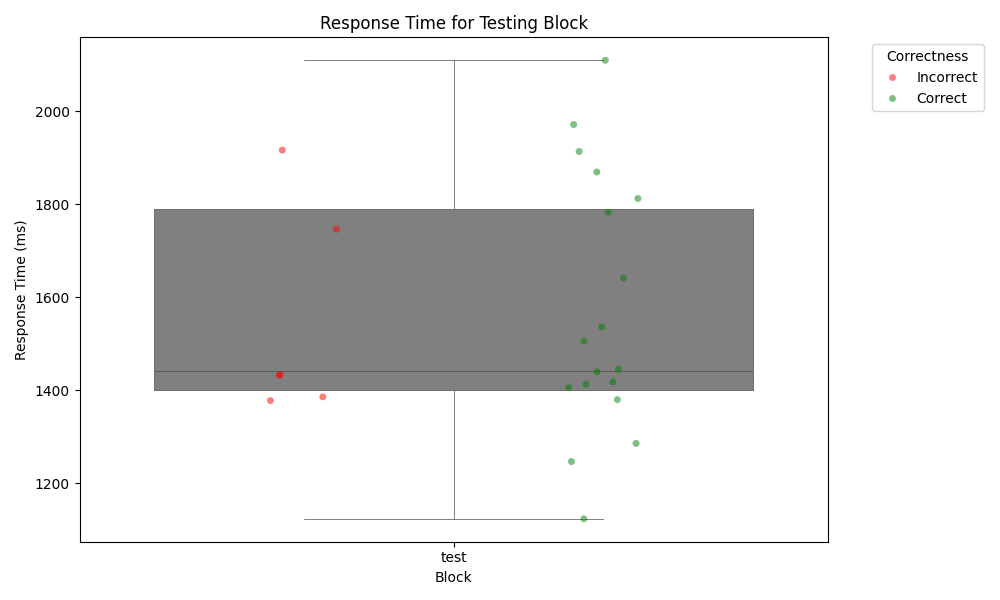 Response Time for Testing Block
Correctness
Incorrect
Correct
2000
1800
1600
1400
1200
Response Time (ms)
test
Block